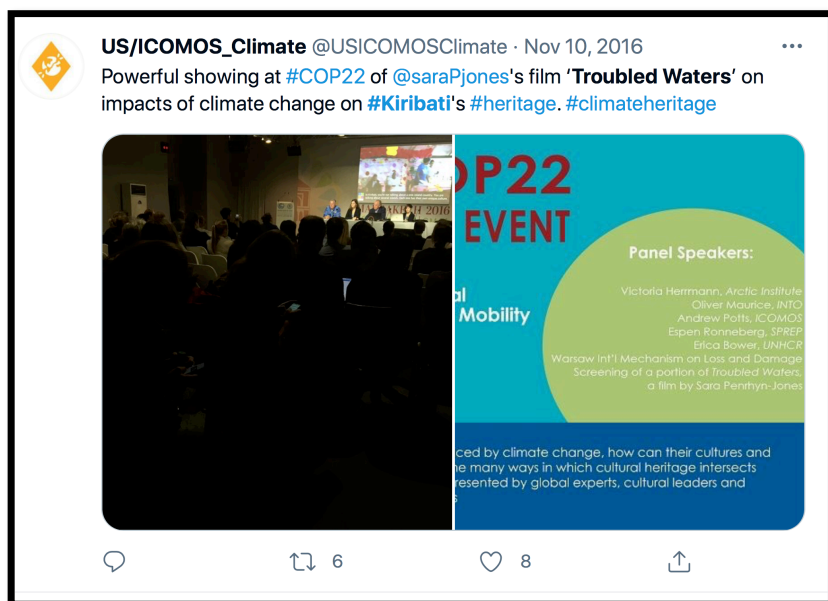 US/ICOMOS_Climate @USICOMOSClimate · Nov 10, 2016
Powerful showing at #COP22 of @saraPjones's film ‘Troubled Waters’ on
impacts of climate change on #Kiribati's #heritage. #climateheritage
2016
OP22
EVENT
al
Mobility
Panel Speakers:
Victoria Herrmann, Arctic Institute
Oliver Maurice, INTO
Andrew Potts, ICOMOS
Espen Ronneberg, SPREP
Erica Bower, UNHCR
Warsaw Int'l Mechanism on Loss and Damage
Screening of a portion of Troubled Waters,
a film by Sara Penrhyn-Jones
ced by climate change, how can their cultures and
e many ways in which cultural heritage intersects
resented by global experts, cultural leaders and
s
6
8